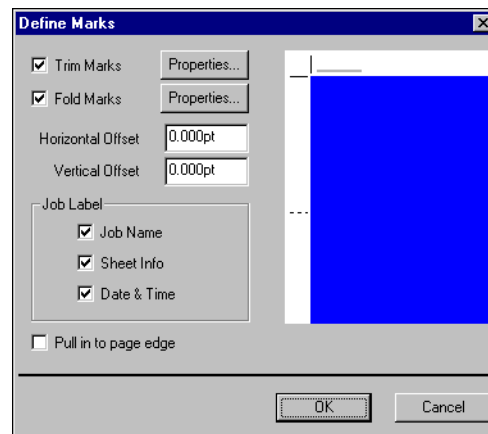 Define Marks
Trim Marks Properties...
Fold Marks Properties...
Horizontal Offset 0.000pt
Vertical Offset 0.000pt
Job Label
Job Name
Sheet Info
Date & Time
Pull in to page edge
OK Cancel